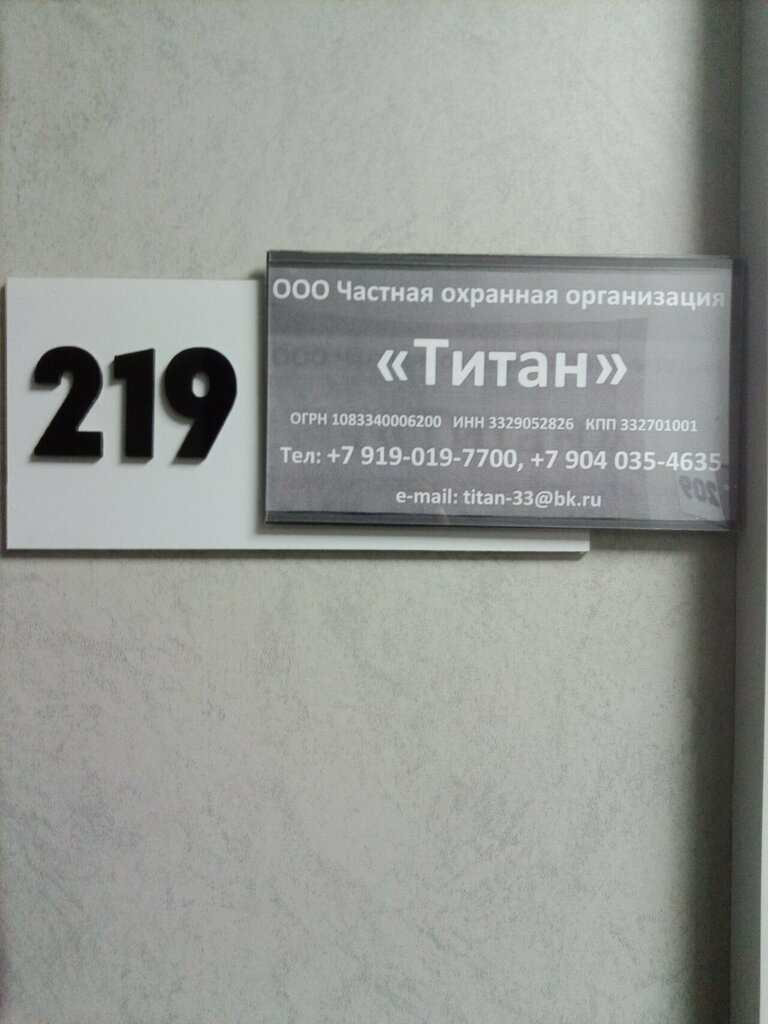 219
ООО Частная охранная организация
«Титан»
ОГРН 1083340006200 ИНН 3329052826 КПП 332701001
Тел: +7 919-019-7700, +7 904 035-4635
e-mail: titan-33@bk.ru
209